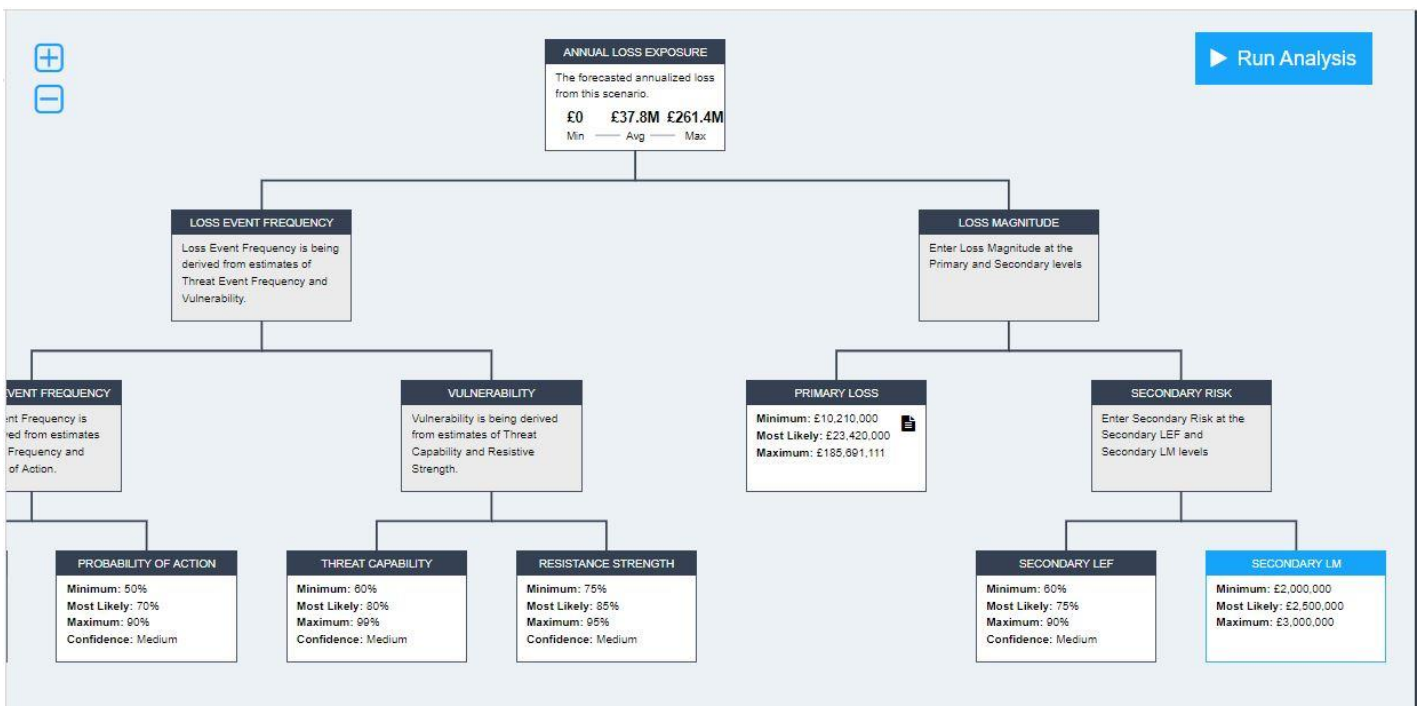 ANNUAL LOSS EXPOSURE
The forecasted annualized loss
from this scenario.
£0 £37.8M £261.4M
Min Avg Max
Run Analysis
LOSS EVENT FREQUENCY
Loss Event Frequency is being
derived from estimates of
Threat Event Frequency and
Vulnerability.
LOSS MAGNITUDE
Enter Loss Magnitude at the
Primary and Secondary levels
EVENT FREQUENCY
Frequency is
from estimates
Frequency and
of Action.
VULNERABILITY
Vulnerability is being derived
from estimates of Threat
Capability and Resistive
Strength.
PRIMARY LOSS
Minimum: £10,210,000
Most Likely: £23,420,000
Maximum: £185,691,111
SECONDARY RISK
Enter Secondary Risk at the
Secondary LEF and
Secondary LM levels
PROBABILITY OF ACTION
Minimum: 50%
Most Likely: 70%
Maximum: 90%
Confidence: Medium
THREAT CAPABILITY
Minimum: 60%
Most Likely: 80%
Maximum: 99%
Confidence: Medium
RESISTANCE STRENGTH
Minimum: 75%
Most Likely: 85%
Maximum: 95%
Confidence: Medium
SECONDARY LEF
Minimum: 60%
Most Likely: 75%
Maximum: 90%
Confidence: Medium
SECONDARY LM
Minimum: £2,000,000
Most Likely: £2,500,000
Maximum: £3,000,000